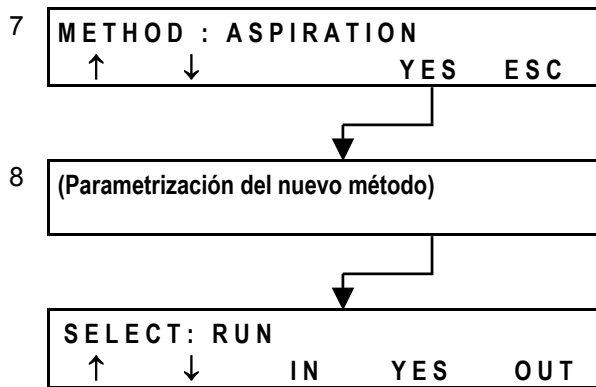 7
METHOD : ASPIRATION
↑ ↓ YES ESC
8
(Parametrización del nuevo método)
SELECT: RUN
↑ ↓ IN YES OUT